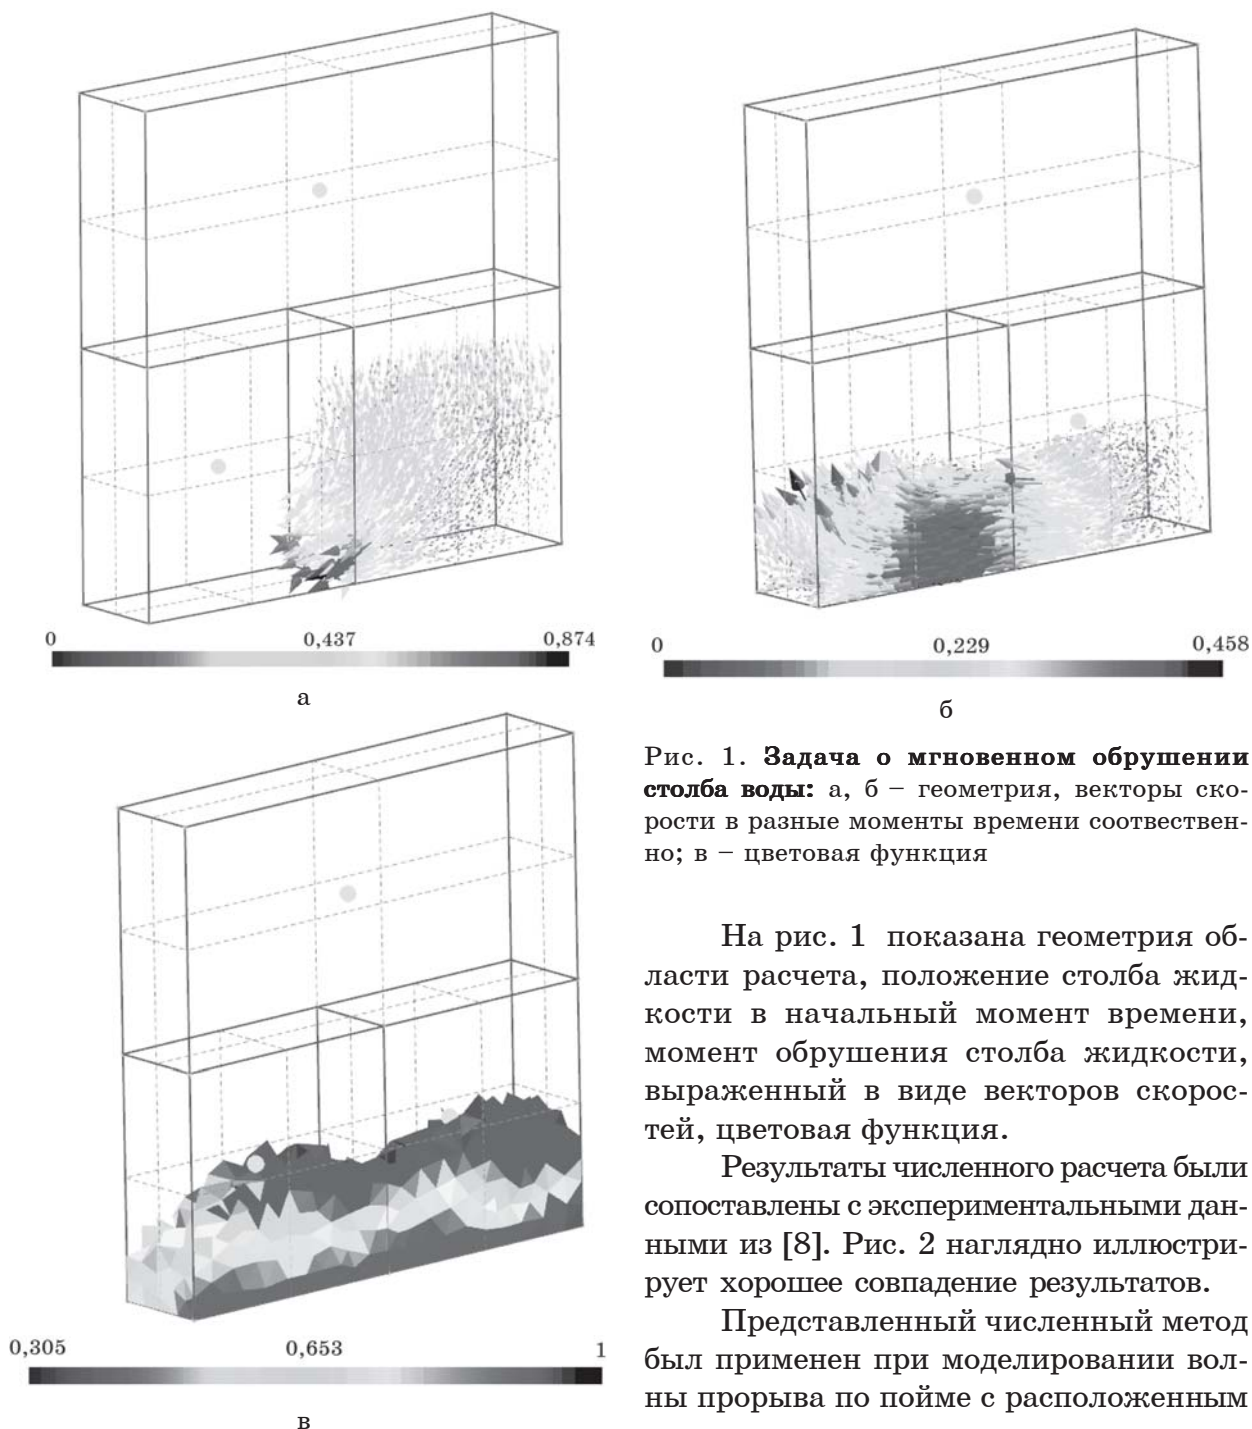 0 0,437 0,874
а
0 0,229 0,458
б
Рис. 1. Задача о мгновенном обрушении
столба воды: а, б – геометрия, векторы ско-
рости в разные моменты времени соотвествен-
но; в – цветовая функция
На рис. 1 показана геометрия об-
ласти расчета, положение столба жид-
кости в начальный момент времени,
момент обрушения столба жидкости,
выраженный в виде векторов скорос-
тей, цветовая функция.
Результаты численного расчета были
сопоставлены с экспериментальными дан-
ными из [8]. Рис. 2 наглядно иллюстри-
рует хорошее совпадение результатов.
Представленный численный метод
был применен при моделировании вол-
ны прорыва по пойме с расположенным
0,305 0,653 1
в